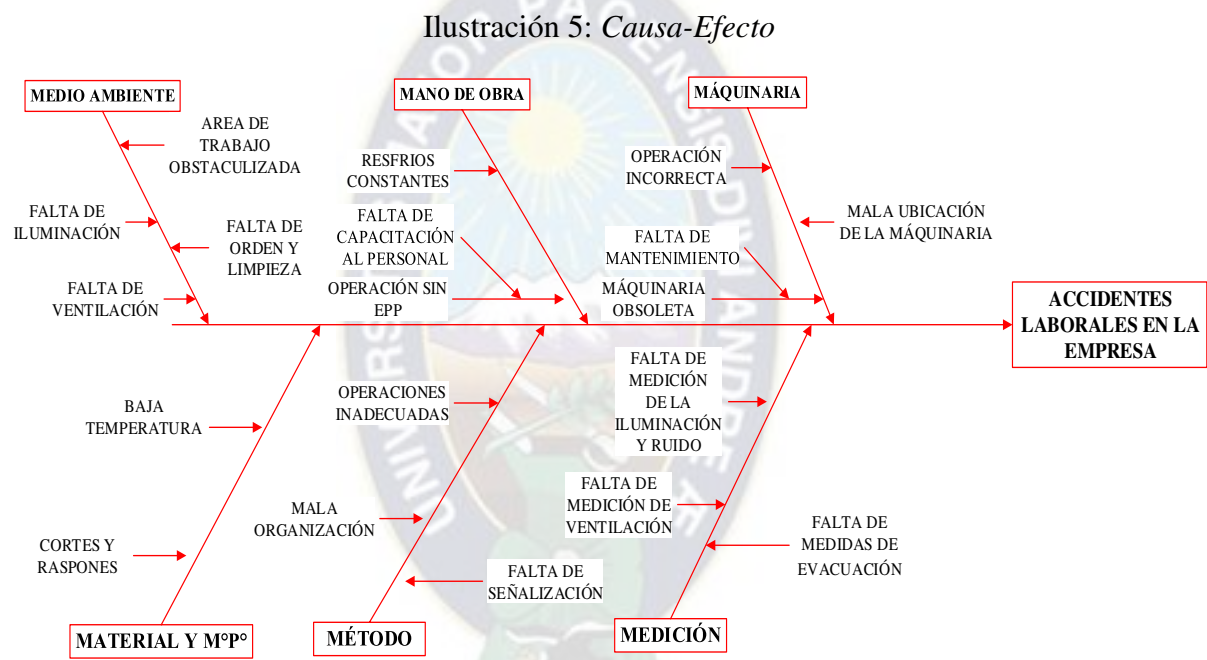 Ilustración 5: Causa-Efecto
MEDIO AMBIENTE
AREA DE
TRABAJO
OBSTACULIZADA
FALTA DE
ILUMINACIÓN
FALTA DE
ORDEN Y
LIMPIEZA
FALTA DE
VENTILACIÓN
MANO DE OBRA
RESFRIOS
CONSTANTES
FALTA DE
CAPACITACIÓN
AL PERSONAL
OPERACIÓN SIN
EPP
MÁQUINARIA
OPERACIÓN
INCORRECTA
MALA UBICACIÓN
DE LA MÁQUINARIA
FALTA DE
MANTENIMIENTO
MÁQUINARIA
OBSOLETA
ACCIDENTES
LABORALES EN LA
EMPRESA
BAJA
TEMPERATURA
CORTES Y
RASPONES
MATERIAL Y M°P°
OPERACIONES
INADECUADAS
MALA
ORGANIZACIÓN
FALTA DE
SEÑALIZACIÓN
MÉTODO
FALTA DE
MEDICIÓN
DE LA
ILUMINACIÓN
Y RUIDO
FALTA DE
MEDICIÓN DE
VENTILACIÓN
FALTA DE
MEDIDAS DE
EVACUACIÓN
MEDICIÓN